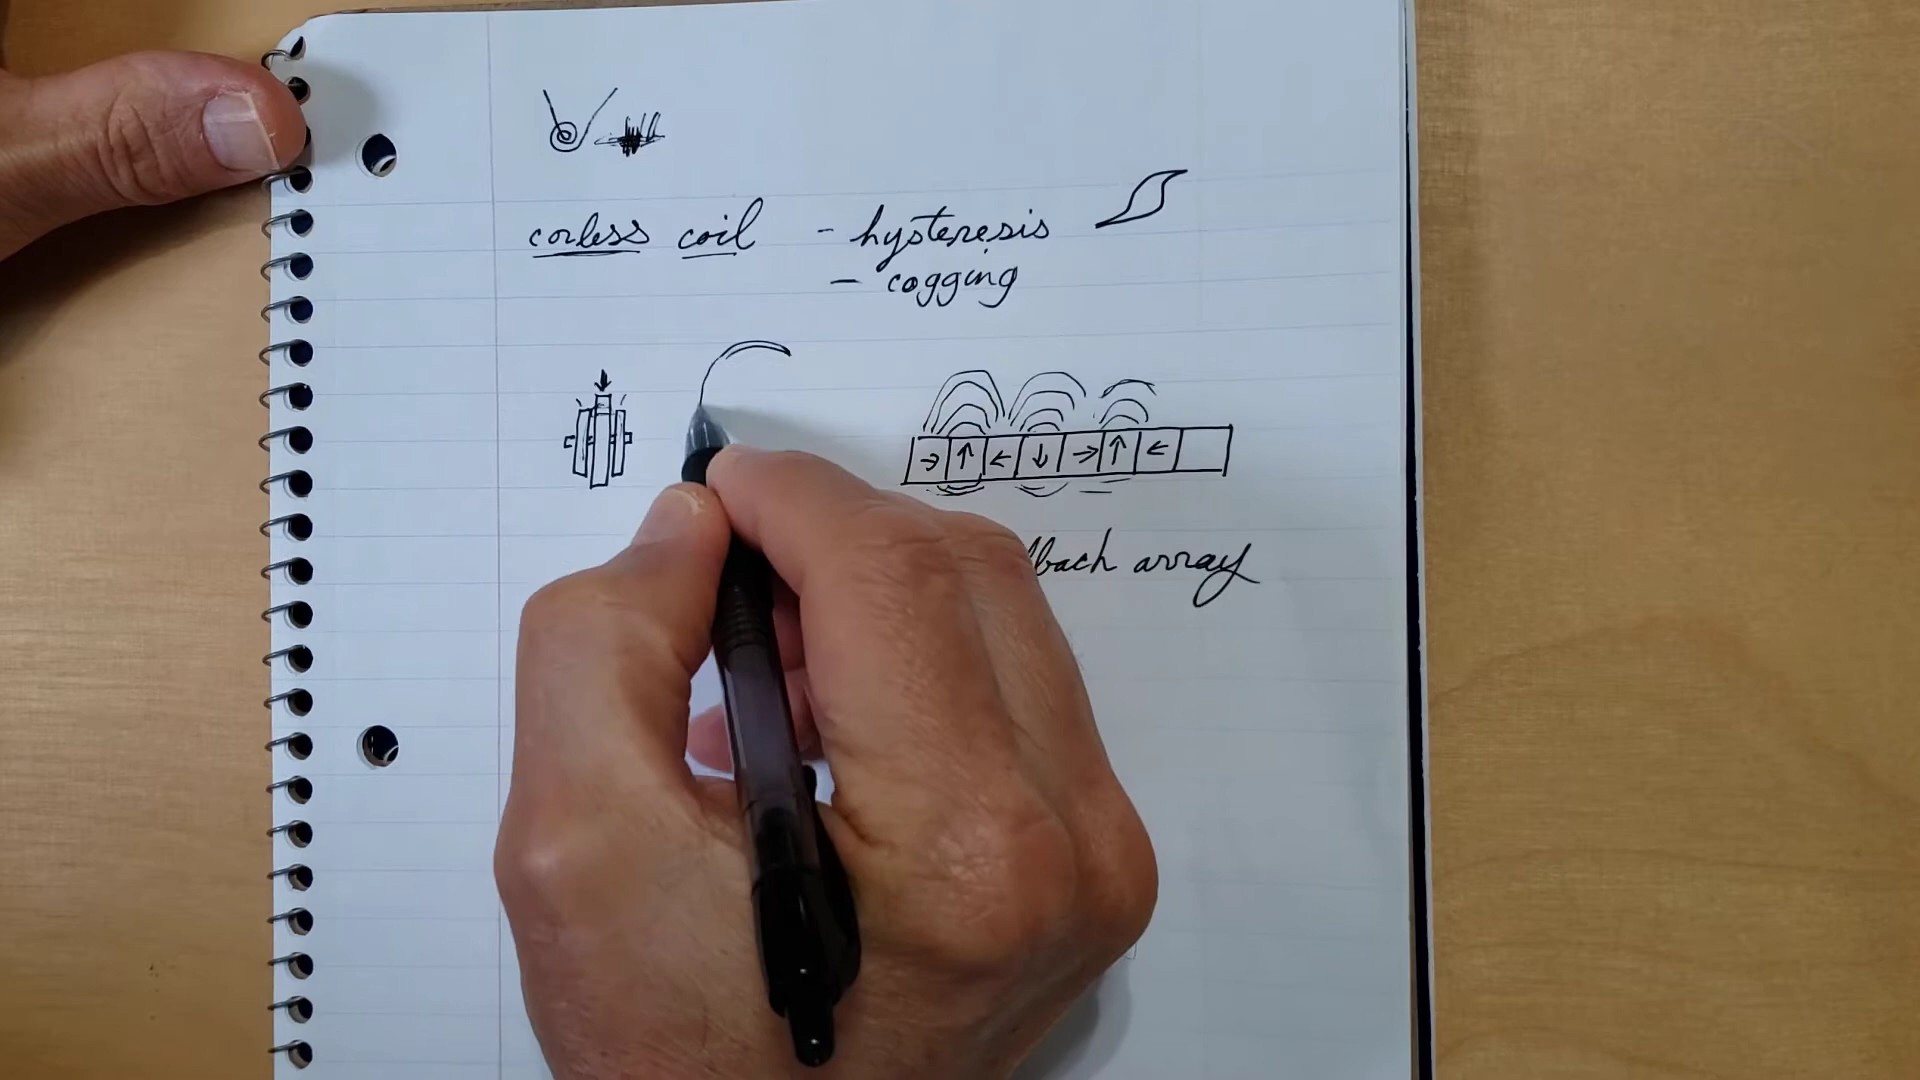 corless coil - hysteresis
- cogging
lbach array